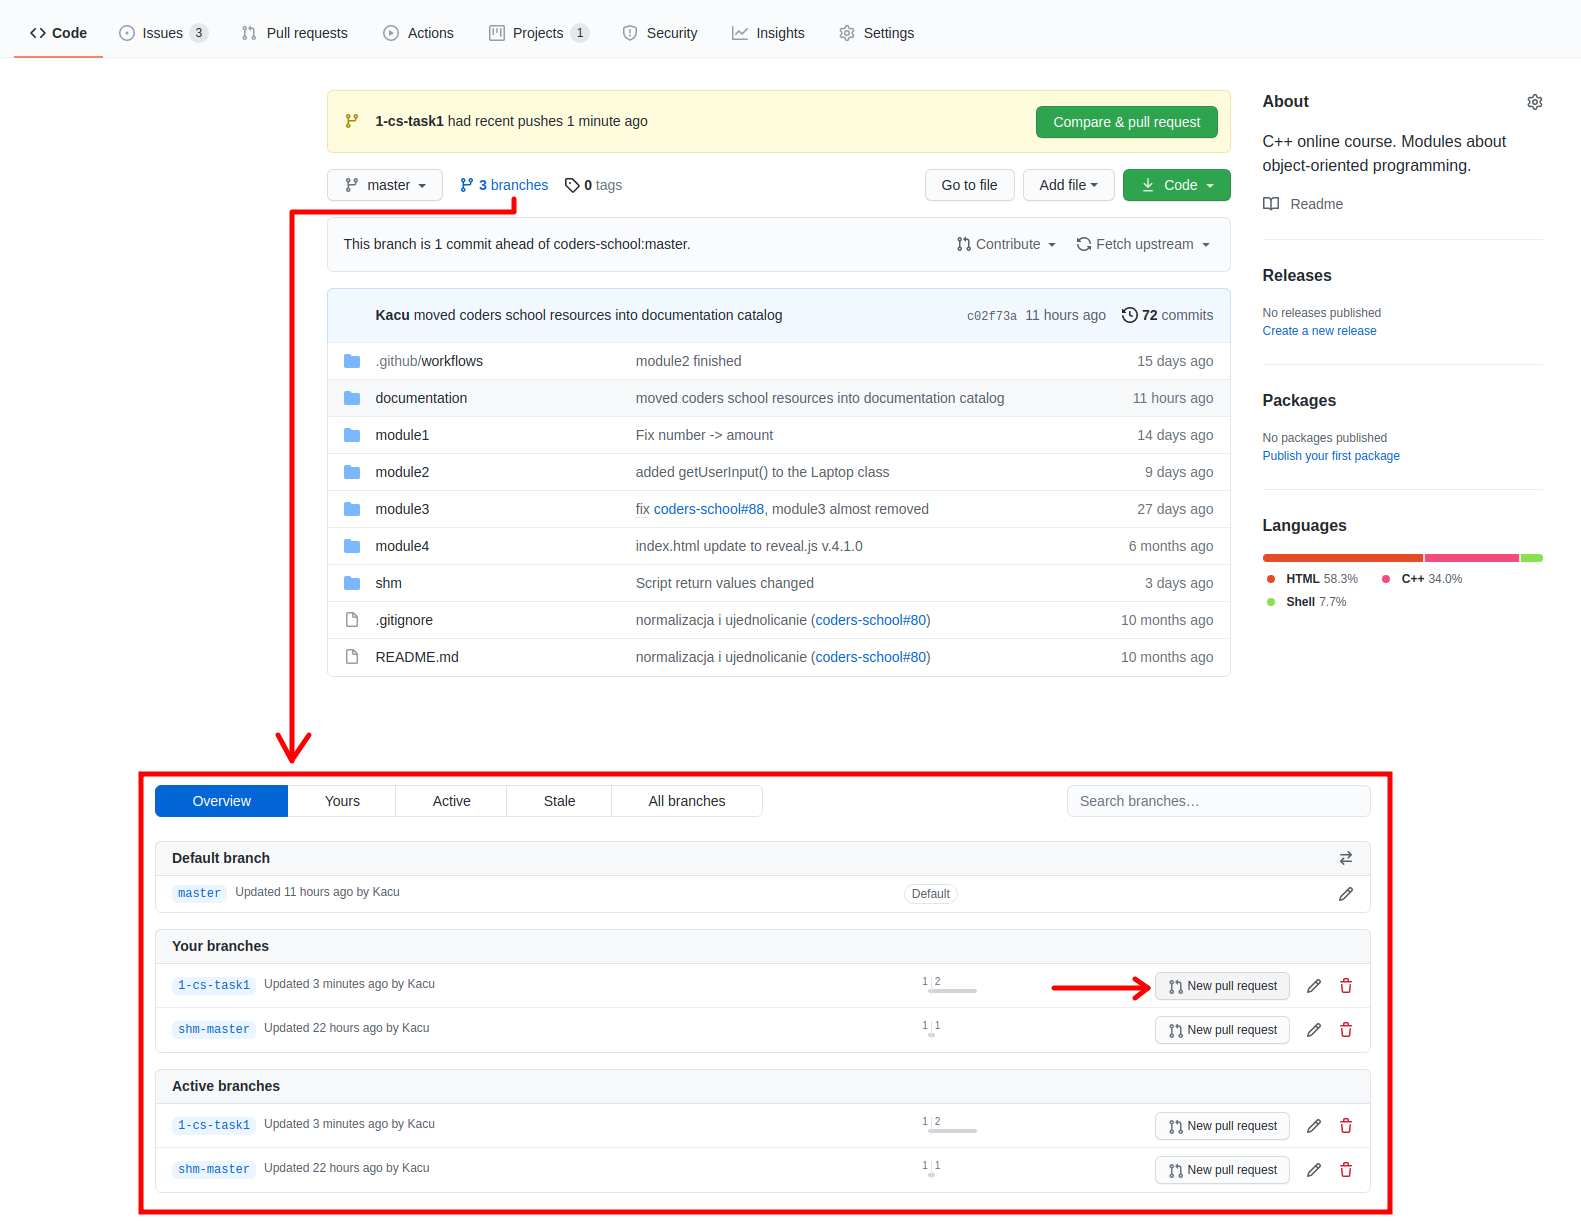 Code Issues 3 Pull requests Actions Projects 1 Security Insights Settings
1-cs-task1 had recent pushes 1 minute ago Compare & pull request
master 3 branches 0 tags Go to file Add file Code
This branch is 1 commit ahead of coders-school:master. Contribute Fetch upstream
Kacu moved coders school resources into documentation catalog c02f73a 11 hours ago 72 commits
.github/workflows module2 finished 15 days ago
documentation moved coders school resources into documentation catalog 11 hours ago
module1 Fix number -> amount 14 days ago
module2 added getUserInput() to the Laptop class 9 days ago
module3 fix coders-school#88, module3 almost removed 27 days ago
module4 index.html update to reveal.js v.4.1.0 6 months ago
shm Script return values changed 3 days ago
.gitignore normalizacja i ujednolicanie (coders-school#80) 10 months ago
README.md normalizacja i ujednolicanie (coders-school#80) 10 months ago
About
C++ online course. Modules about
object-oriented programming.
Readme
Releases
No releases published
Create a new release
Packages
No packages published
Publish your first package
Languages
HTML 58.3% C++ 34.0%
Shell 7.7%
Overview Yours Active Stale All branches Search branches…
Default branch
master Updated 11 hours ago by Kacu Default
Your branches
1-cs-task1 Updated 3 minutes ago by Kacu 1 2 New pull request
shm-master Updated 22 hours ago by Kacu 1 1 New pull request
Active branches
1-cs-task1 Updated 3 minutes ago by Kacu 1 2 New pull request
shm-master Updated 22 hours ago by Kacu 1 1 New pull request